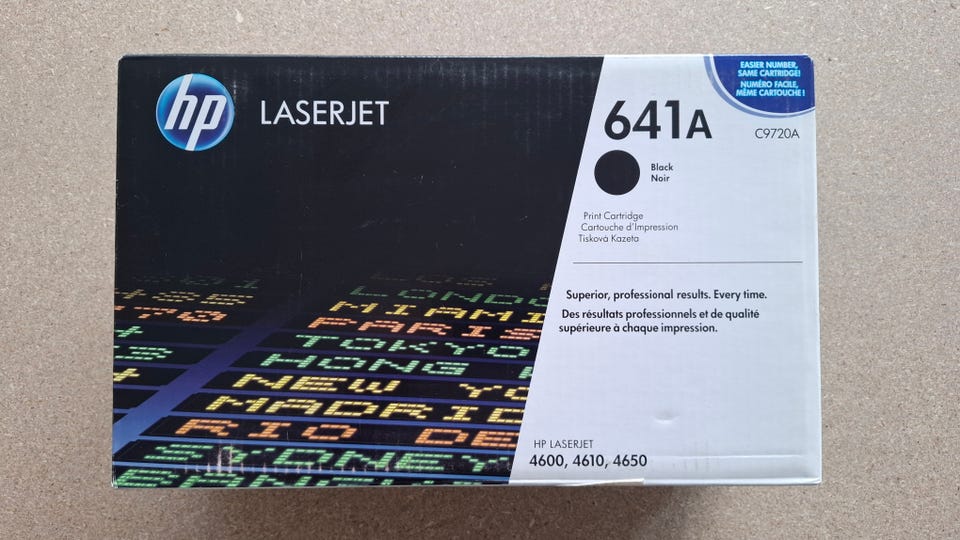 hp LASERJET
641A
C9720A
EASIER NUMBER,
SAME CARTRIDGE!
NUMÉRO FACILE,
MÊME CARTOUCHE !
Black
Noir
Print Cartridge
Cartouche d'Impression
Tisková Kazeta
Superior, professional results. Every time.
Des résultats professionnels et de qualité
supérieure à chaque impression.
HP LASERJET
4600, 4610, 4650
LONDO
MIAMI
PARIS
TOKYO
HONG
NEW YO
MADRID
RIO DE
SYDNEY